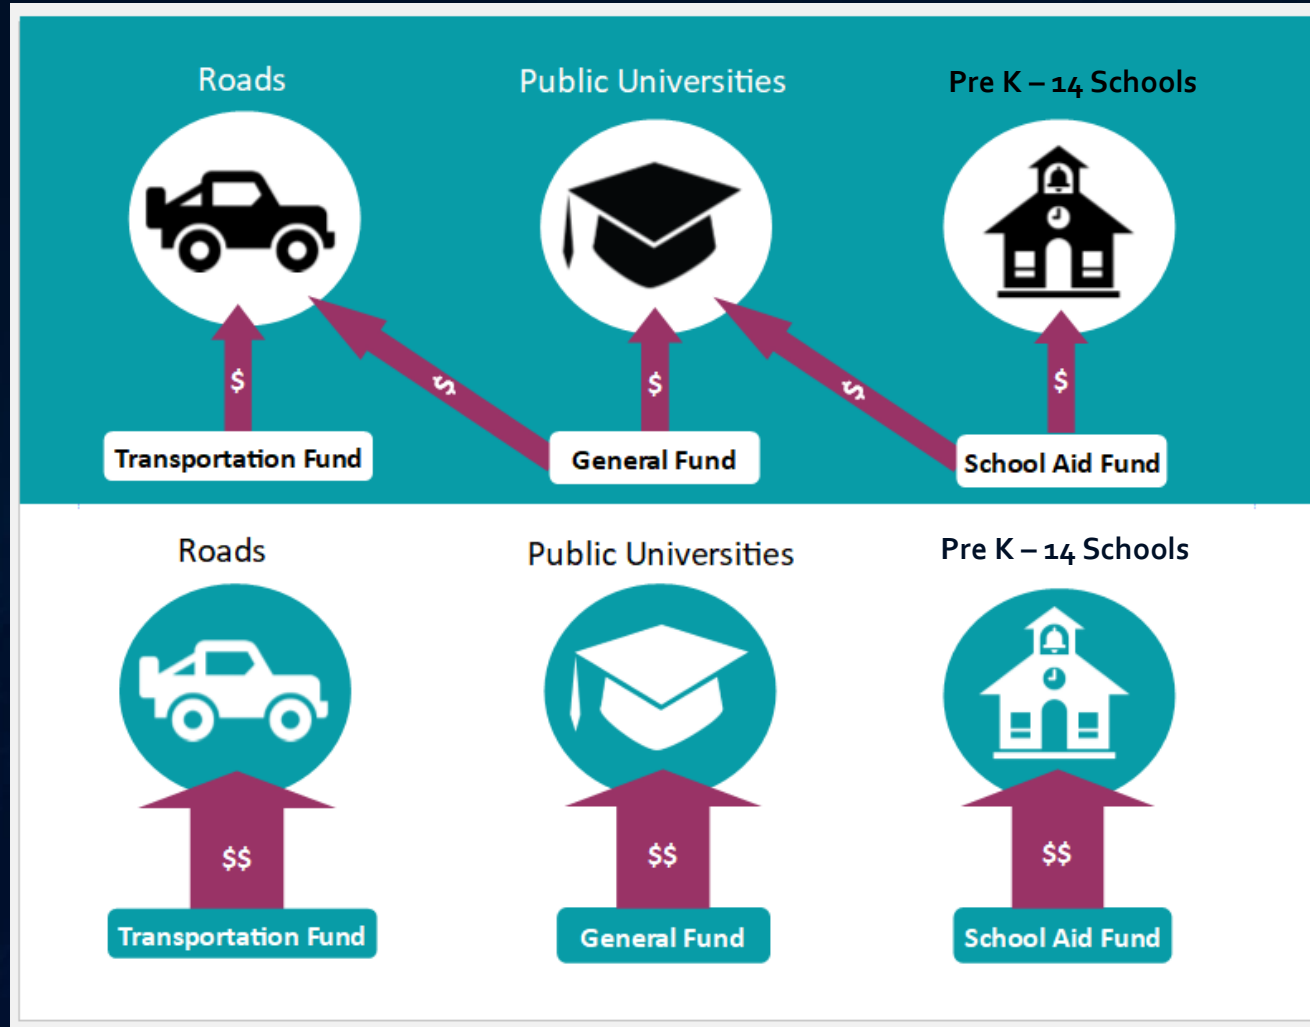 Roads
Public Universities
Pre K – 14 Schools
$
$
$
$
$
Transportation Fund
General Fund
School Aid Fund
Roads
Public Universities
Pre K – 14 Schools
$$
$$
$$
Transportation Fund
General Fund
School Aid Fund